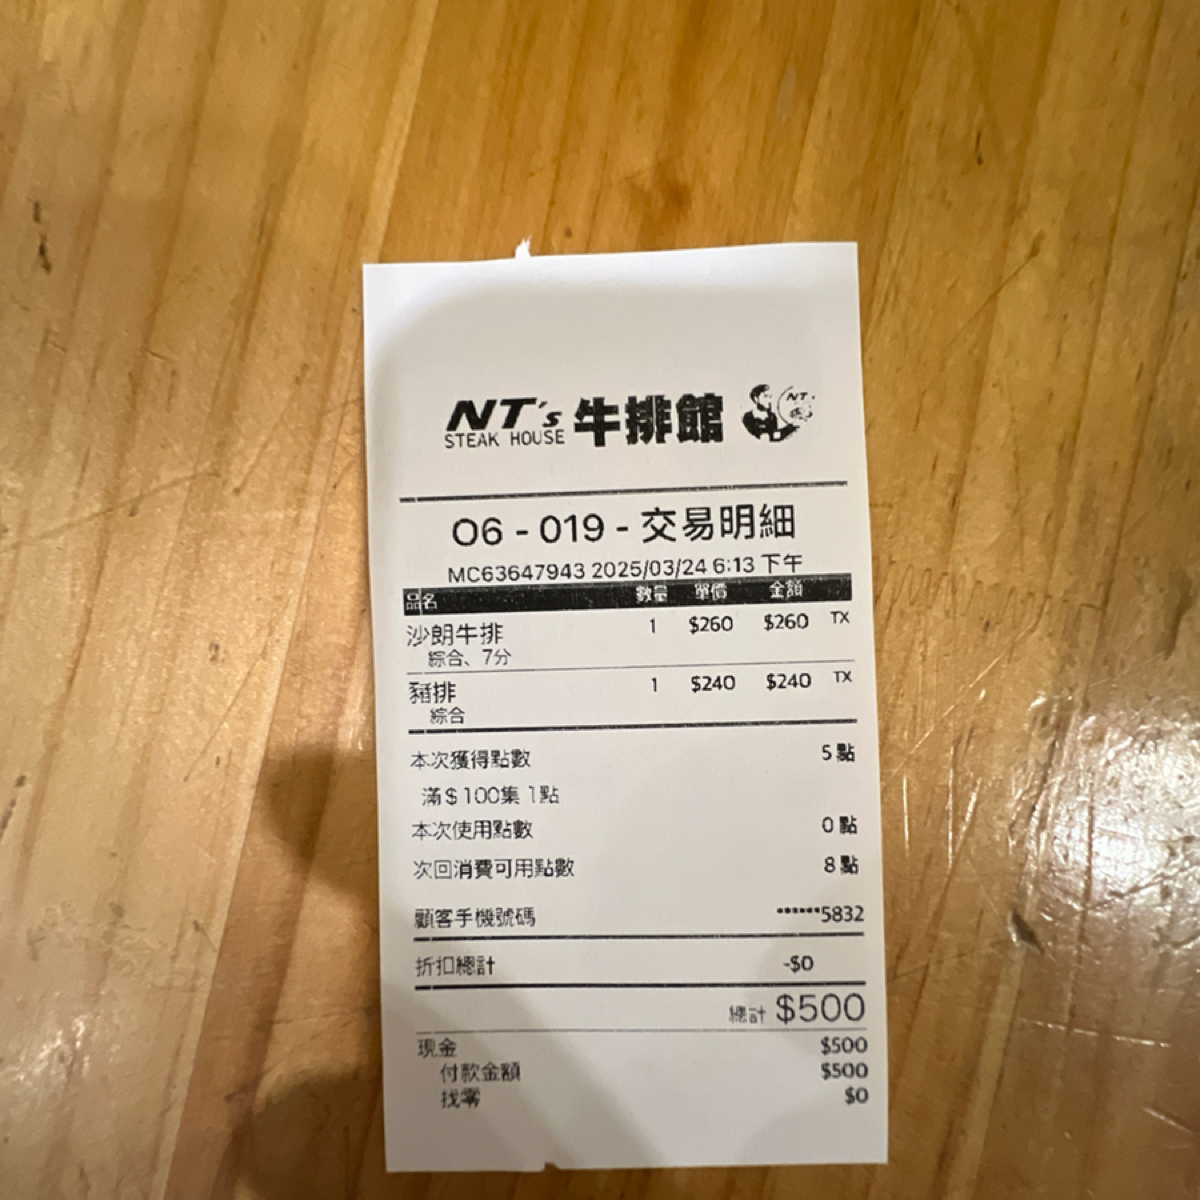 NT's 牛排館
STEAK HOUSE
NT.
O6 - 019 - 交易明細
MC63647943 2025/03/24 6:13 下午
品名 數量 單價 金額
沙朗牛排 1 $260 $260 TX
綜合、7分
豬排 1 $240 $240 TX
綜合
本次獲得點數 5 點
滿$100集 1點
本次使用點數 0 點
次回消費可用點數 8 點
顧客手機號碼 ••••••5832
折扣總計 -$0
總計 $500
現金 $500
付款金額 $500
找零 $0